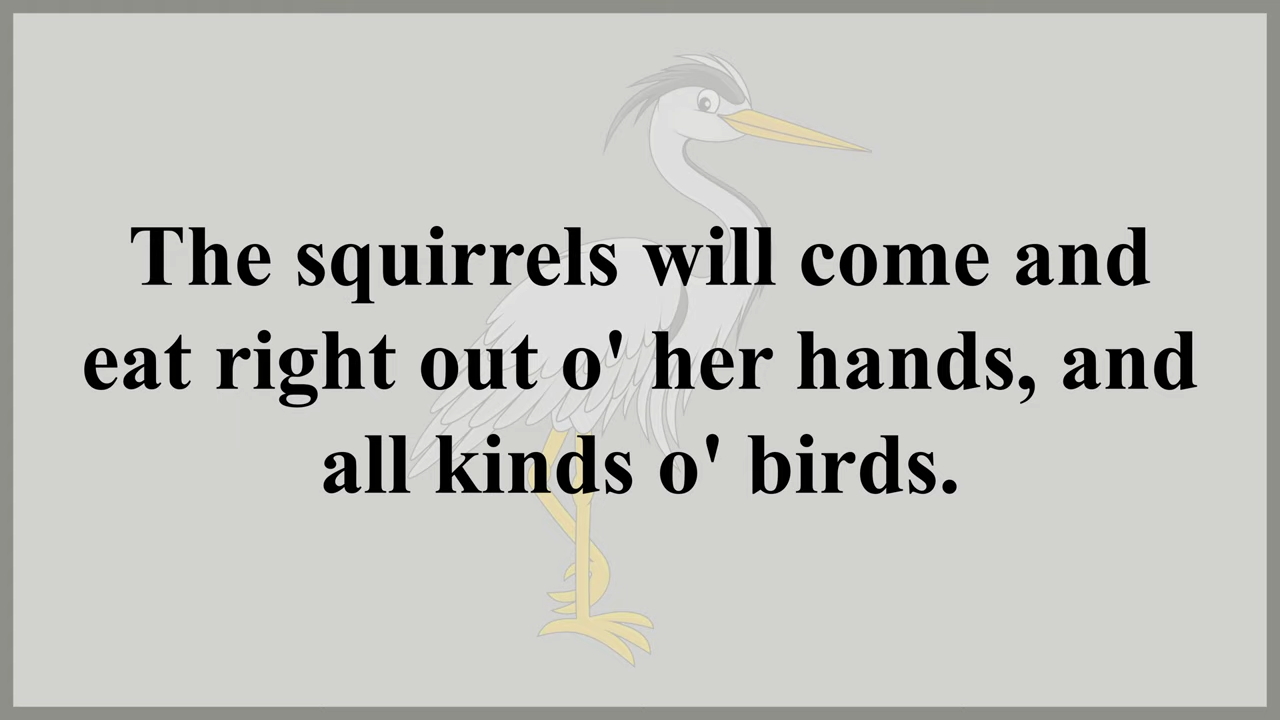 The squirrels will come and
eat right out o' her hands, and
all kinds o' birds.